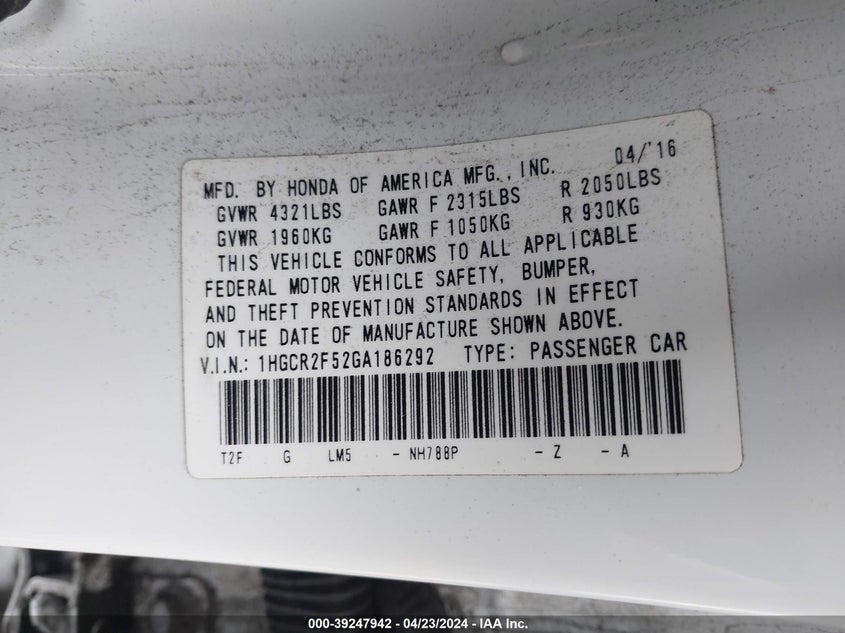 MFD. BY HONDA OF AMERICA MFG., INC. 04/'16
GVWR 4321LBS GAWR F 2315LBS R 2050LBS
GVWR 1960KG GAWR F 1050KG R 930KG
THIS VEHICLE CONFORMS TO ALL APPLICABLE
FEDERAL MOTOR VEHICLE SAFETY, BUMPER,
AND THEFT PREVENTION STANDARDS IN EFFECT
ON THE DATE OF MANUFACTURE SHOWN ABOVE.
V.I.N.: 1HGCR2F52GA186292 TYPE: PASSENGER CAR
T2F G LM5 - NH788P - Z - A
000-39247942 - 04/23/2024 - IAA Inc.